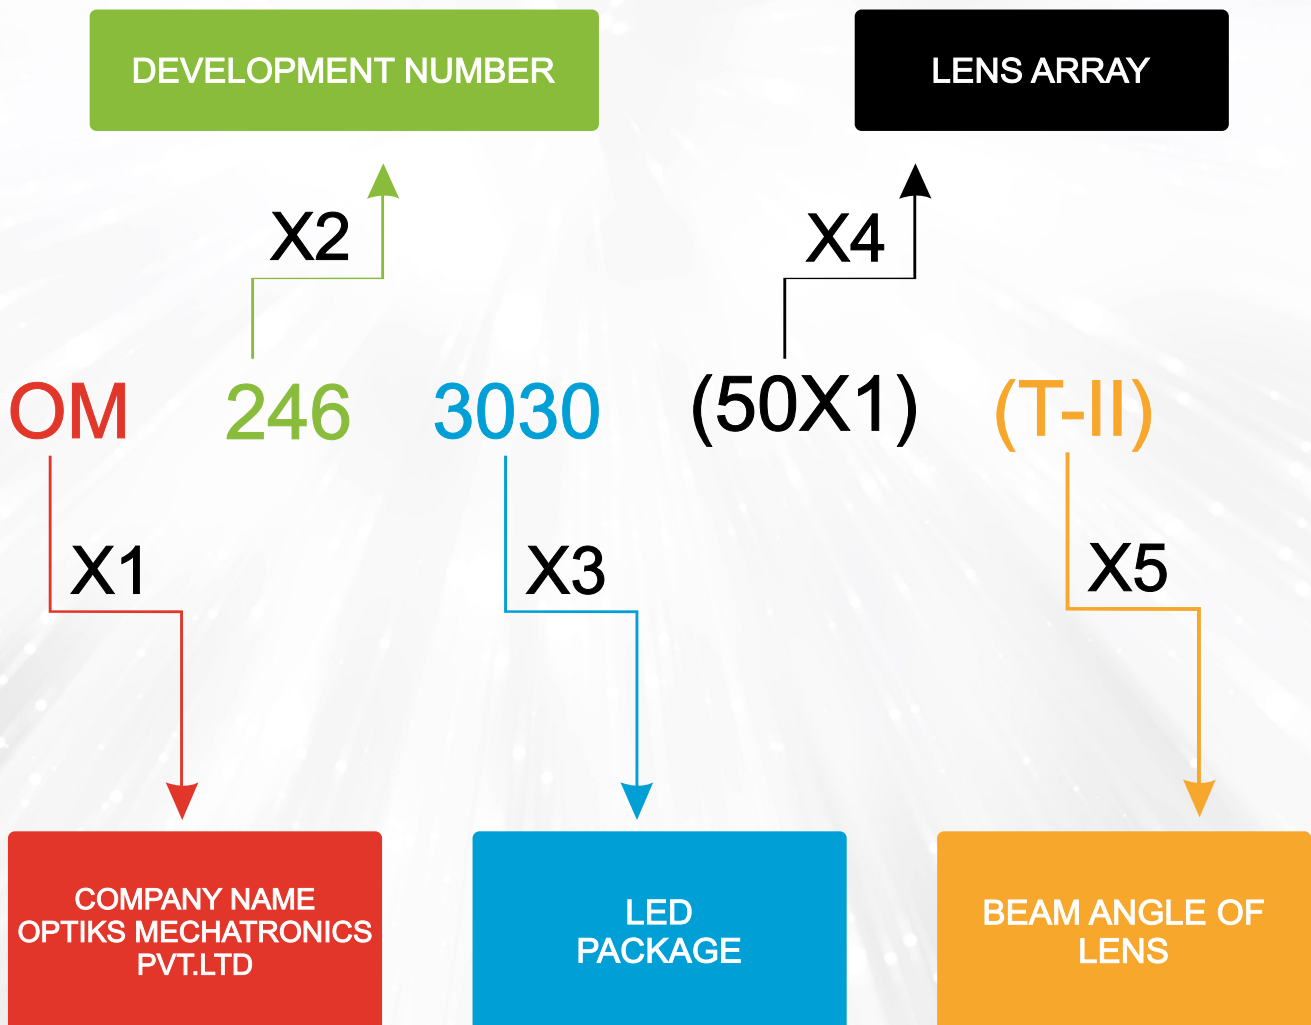 DEVELOPMENT NUMBER
LENS ARRAY
X2
X4
OM 246 3030 (50X1) (T-II)
X1
X3
X5
COMPANY NAME
OPTIKS MECHATRONICS
PVT.LTD
LED
PACKAGE
BEAM ANGLE OF
LENS